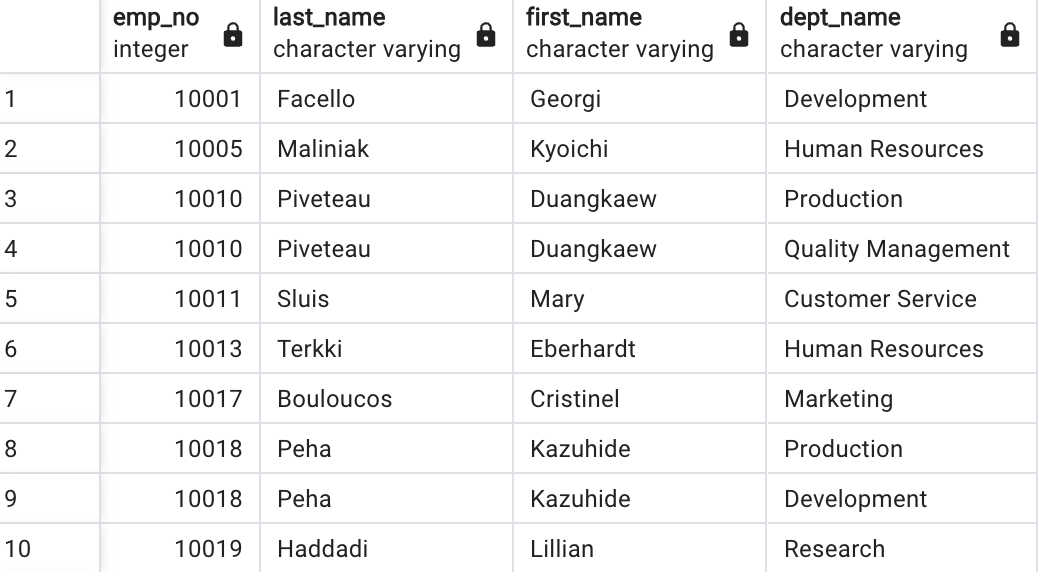 emp_no last_name first_name dept_name
integer character varying character varying character varying
1 10001 Facello Georgi Development
2 10005 Maliniak Kyoichi Human Resources
3 10010 Piveteau Duangkaew Production
4 10010 Piveteau Duangkaew Quality Management
5 10011 Sluis Mary Customer Service
6 10013 Terkki Eberhardt Human Resources
7 10017 Bouloucos Cristinel Marketing
8 10018 Peha Kazuhide Production
9 10018 Peha Kazuhide Development
10 10019 Haddadi Lillian Research